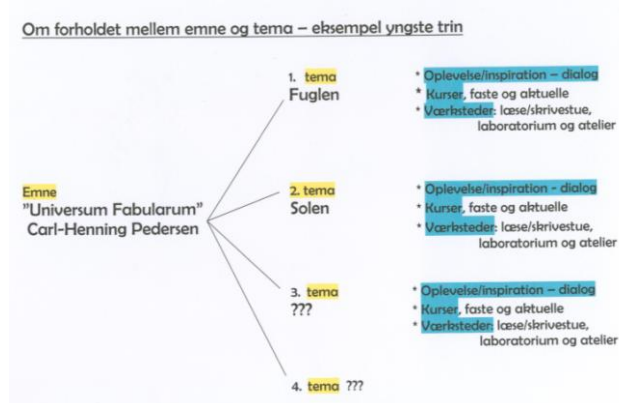 Om forholdet mellem emne og tema – eksempel yngste trin
1. tema
Fuglen
* Oplevelse/inspiration – dialog
* Kurser, faste og aktuelle
* Værksteder: læse/skrivestue,
laboratorium og atelier
Emne
"Universum Fabularum"
Carl-Henning Pedersen
2. tema
Solen
* Oplevelse/inspiration - dialog
* Kurser, faste og aktuelle
* Værksteder: læse/skrivestue,
laboratorium og atelier
3. tema
???
* Oplevelse/inspiration – dialog
* Kurser, faste og aktuelle
* Værksteder: læse/skrivestue,
laboratorium og atelier
4. tema ???